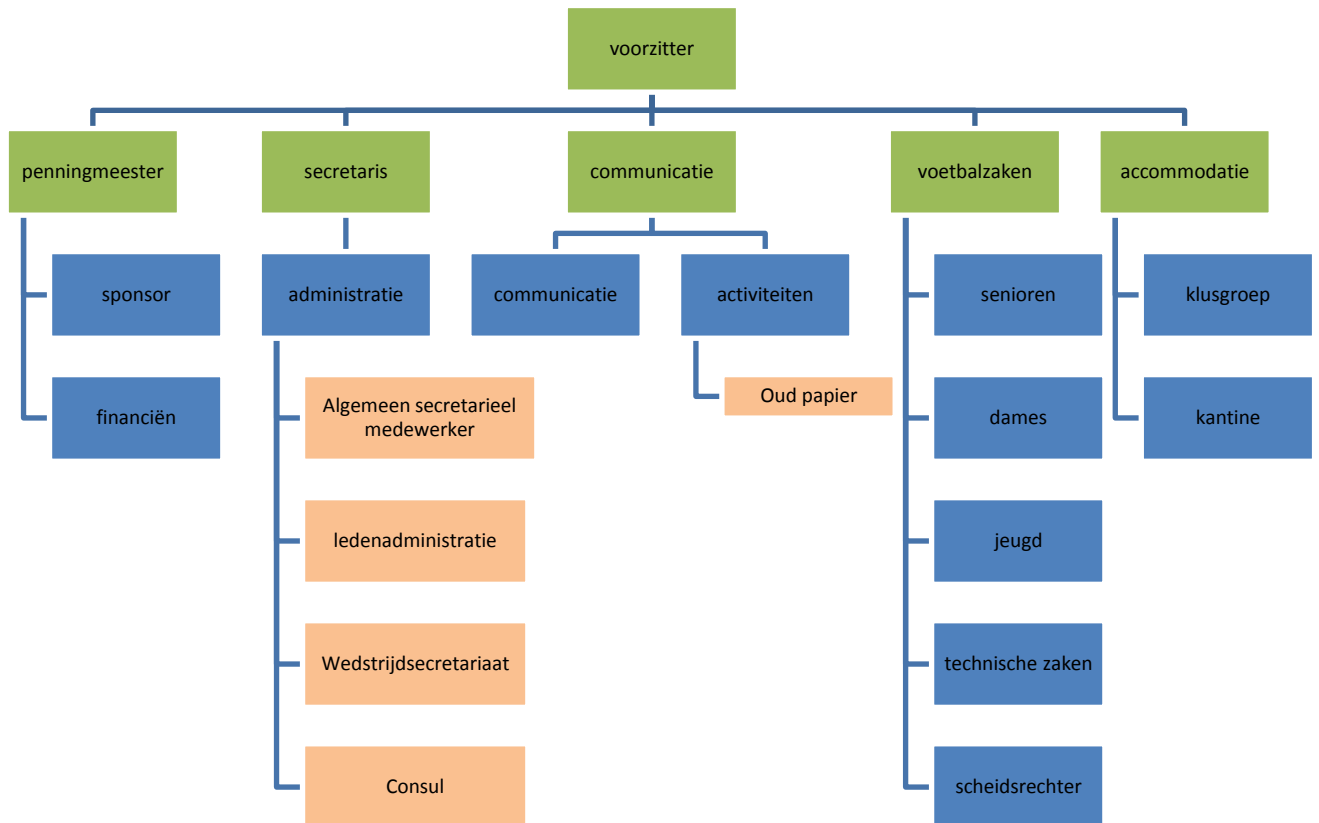 voorzitter
penningmeester
secretaris
communicatie
voetbalzaken
accommodatie
sponsor
administratie
communicatie
activiteiten
senioren
klusgroep
financiën
Algemeen secretarieel
medewerker
Oud papier
dames
kantine
ledenadministratie
jeugd
Wedstrijdsecretariaat
technische zaken
Consul
scheidsrechter